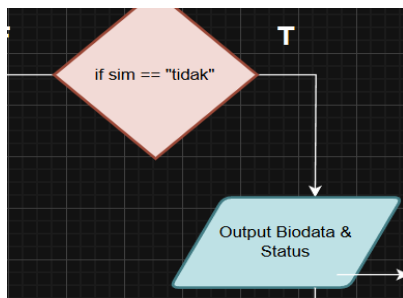 F
T
if sim == "tidak"
Output Biodata &
Status